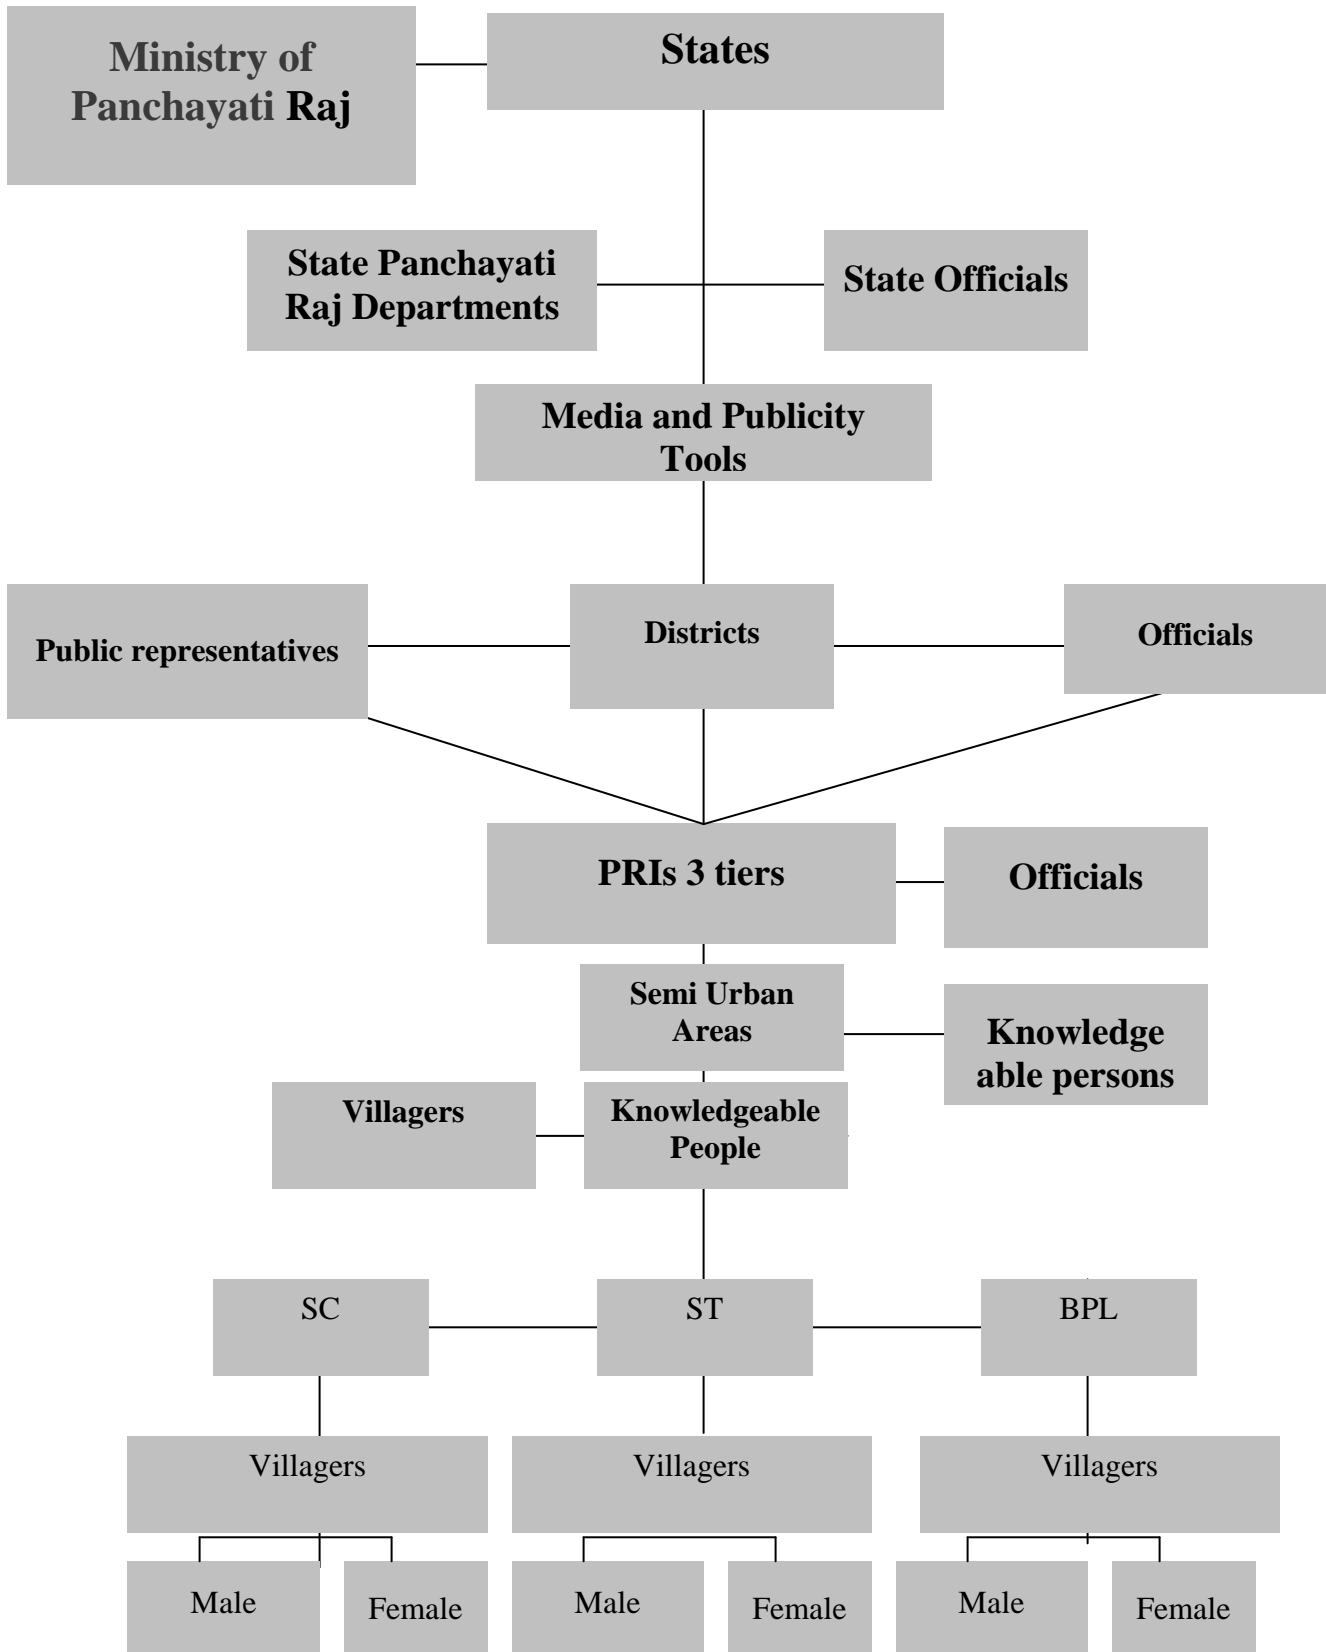 Ministry of
Panchayati Raj
States
State Panchayati
Raj Departments
State Officials
Media and Publicity
Tools
Public representatives
Districts
Officials
PRIs 3 tiers
Officials
Semi Urban
Areas
Knowledge
able persons
Villagers
Knowledgeable
People
SC
ST
BPL
Villagers
Villagers
Villagers
Male
Female
Male
Female
Male
Female